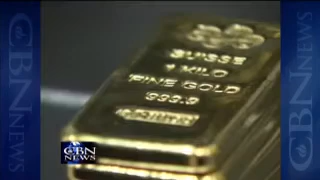 CBN NEWS
SUISSE
1 KILO
FINE GOLD
999.9
CBN
NEWS
CBN NEWS